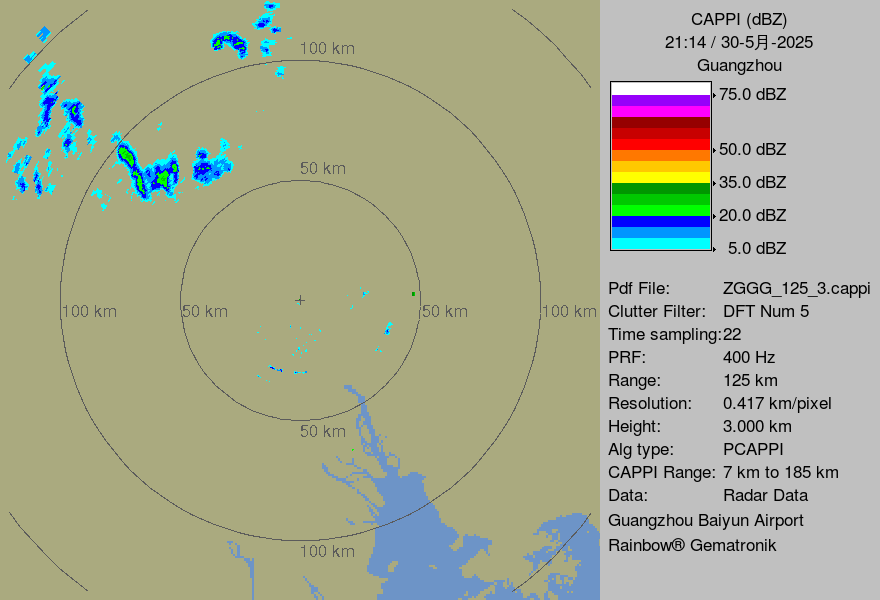 CAPPI (dBZ)
21:14 / 30-5月-2025
Guangzhou
75.0 dBZ
50.0 dBZ
35.0 dBZ
20.0 dBZ
5.0 dBZ
100 km
50 km
100 km
50 km
50 km
100 km
50 km
100 km
Pdf File: ZGGG_125_3.cappi
Clutter Filter: DFT Num 5
Time sampling: 22
PRF: 400 Hz
Range: 125 km
Resolution: 0.417 km/pixel
Height: 3.000 km
Alg type: PCAPPI
CAPPI Range: 7 km to 185 km
Data: Radar Data
Guangzhou Baiyun Airport
Rainbow® Gematronik